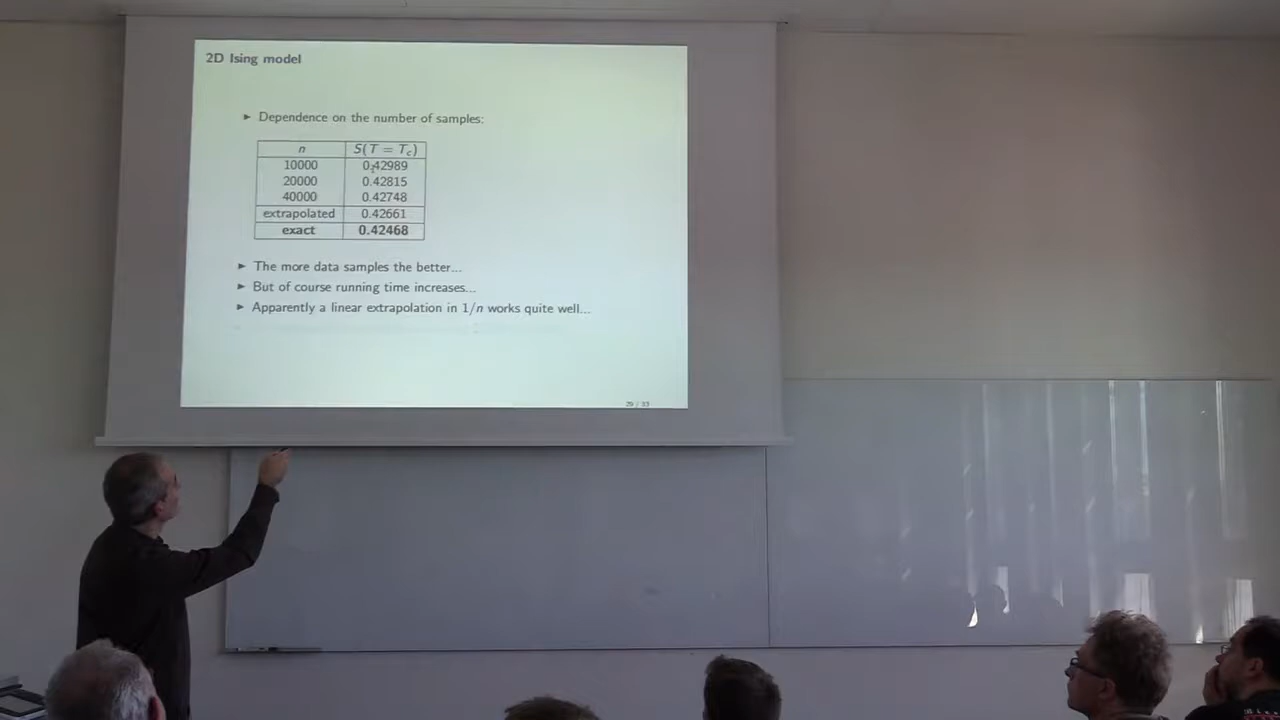 2D Ising model
▶ Dependence on the number of samples:
n S(T = T_c)
10000 0.42989
20000 0.42815
40000 0.42748
extrapolated 0.42661
exact 0.42468
▶ The more data samples the better...
▶ But of course running time increases...
▶ Apparently a linear extrapolation in 1/n works quite well...
29 / 33